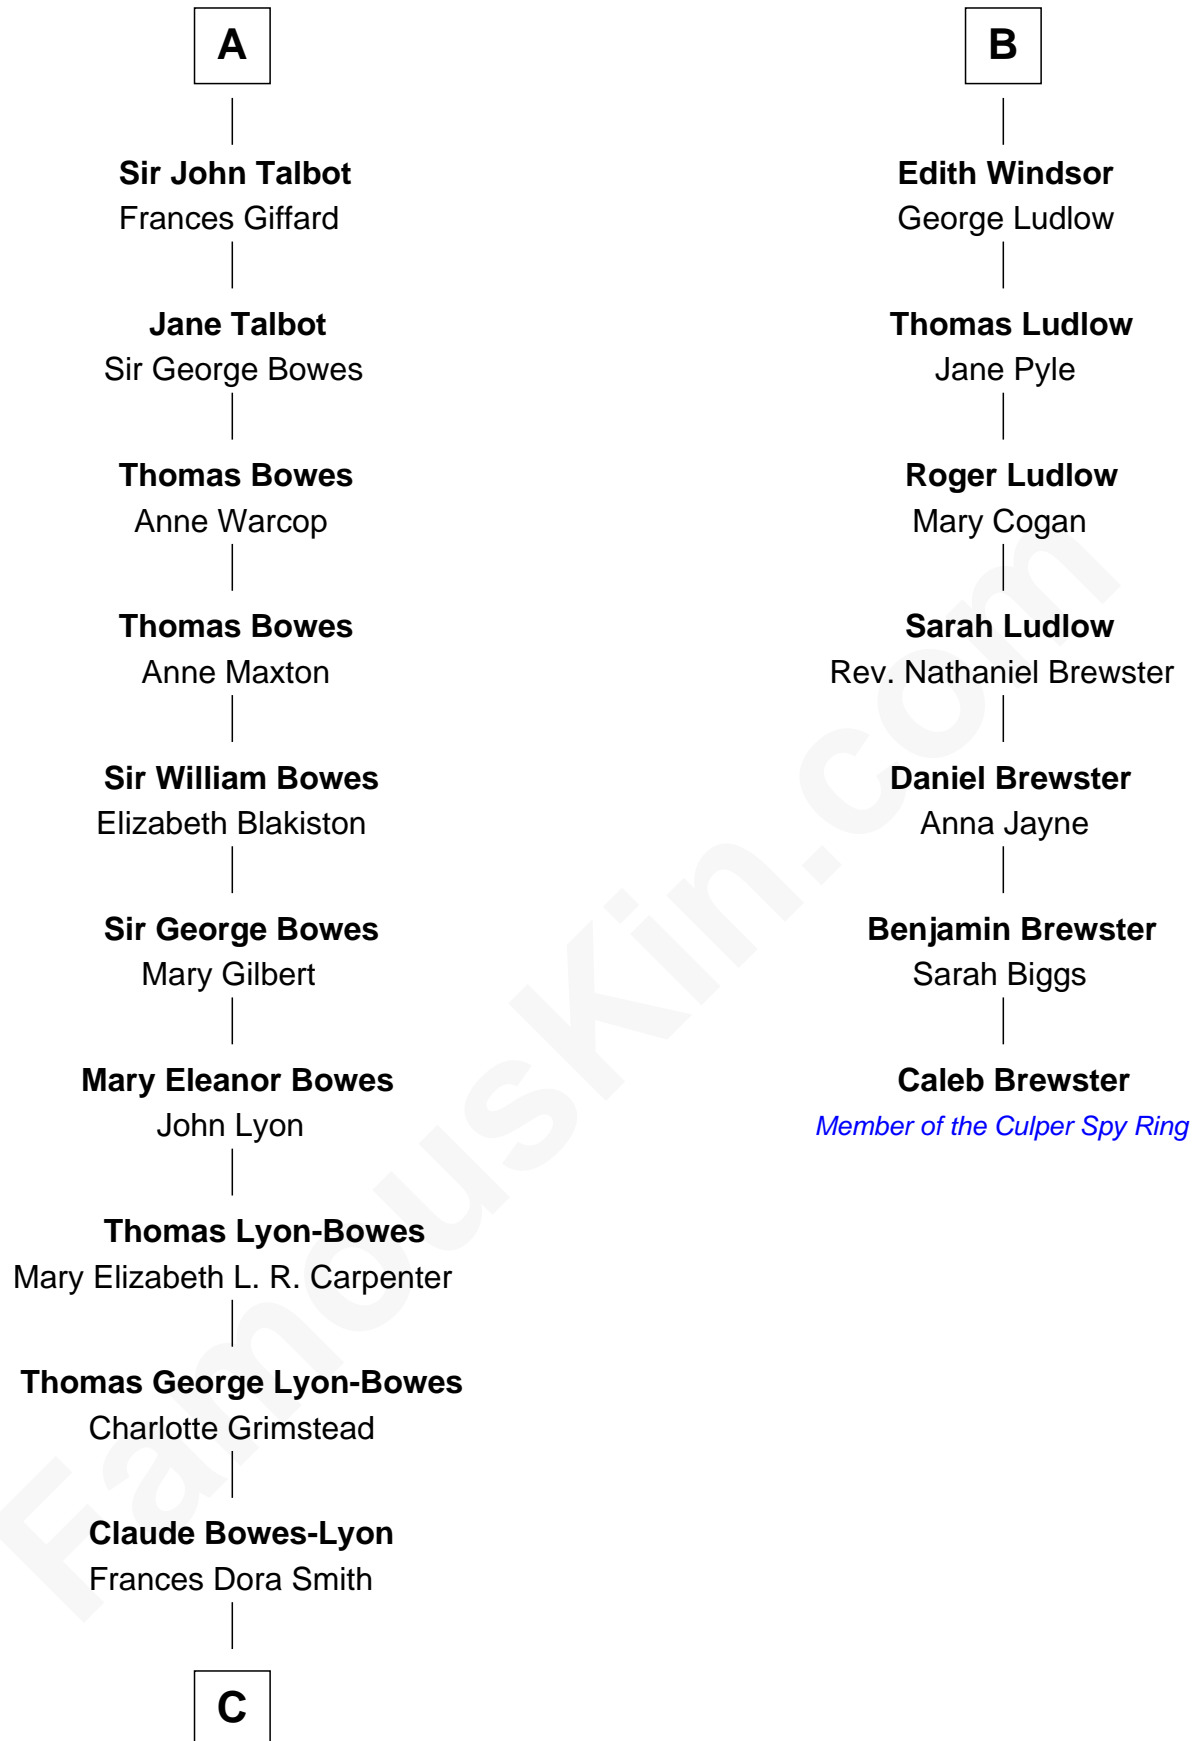 A
Sir John Talbot
Frances Giffard
Jane Talbot
Sir George Bowes
Thomas Bowes
Anne Warcop
Thomas Bowes
Anne Maxton
Sir William Bowes
Elizabeth Blakiston
Sir George Bowes
Mary Gilbert
Mary Eleanor Bowes
John Lyon
Thomas Lyon-Bowes
Mary Elizabeth L. R. Carpenter
Thomas George Lyon-Bowes
Charlotte Grimstead
Claude Bowes-Lyon
Frances Dora Smith
C
B
Edith Windsor
George Ludlow
Thomas Ludlow
Jane Pyle
Roger Ludlow
Mary Cogan
Sarah Ludlow
Rev. Nathaniel Brewster
Daniel Brewster
Anna Jayne
Benjamin Brewster
Sarah Biggs
Caleb Brewster
Member of the Culper Spy Ring
FamousKin.com